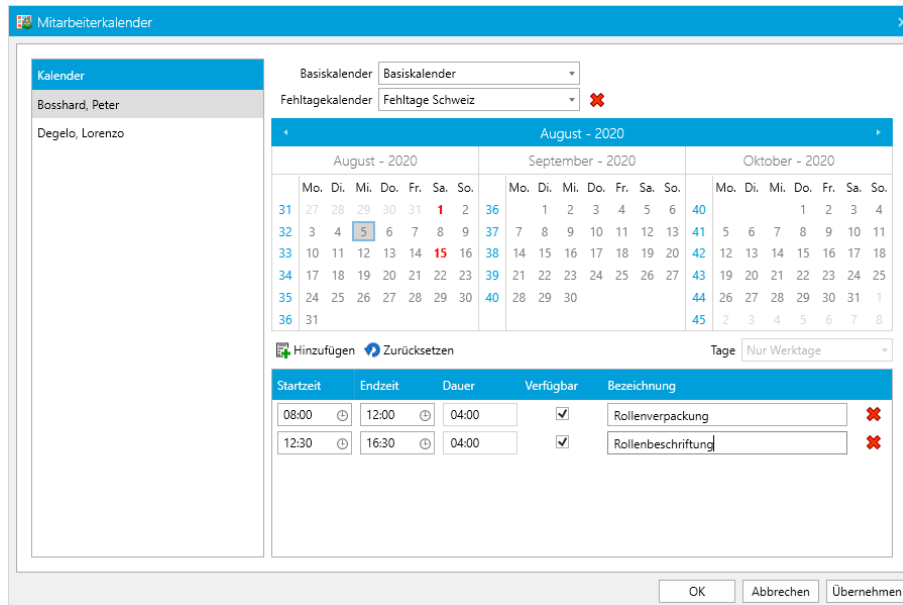 Mitarbeiterkalender
Kalender
Bosshard, Peter
Degelo, Lorenzo
Basiskalender Basiskalender
Fehltagekalender Fehltage Schweiz
August - 2020
August - 2020 September - 2020 Oktober - 2020
Mo. Di. Mi. Do. Fr. Sa. So. Mo. Di. Mi. Do. Fr. Sa. So. Mo. Di. Mi. Do. Fr. Sa. So.
31 27 28 29 30 31 1 2 36 1 2 3 4 5 6 40 1 2 3 4
32 3 4 5 6 7 8 9 37 7 8 9 10 11 12 13 41 5 6 7 8 9 10 11
33 10 11 12 13 14 15 16 38 14 15 16 17 18 19 20 42 12 13 14 15 16 17 18
34 17 18 19 20 21 22 23 39 21 22 23 24 25 26 27 43 19 20 21 22 23 24 25
35 24 25 26 27 28 29 30 40 28 29 30 44 26 27 28 29 30 31 1
36 31 45 2 3 4 5 6 7 8
Hinzufügen Zurücksetzen Tage Nur Werktage
Startzeit Endzeit Dauer Verfügbar Bezeichnung
08:00 12:00 04:00 Rollenverpackung
12:30 16:30 04:00 Rollenbeschriftung
OK Abbrechen Übernehmen